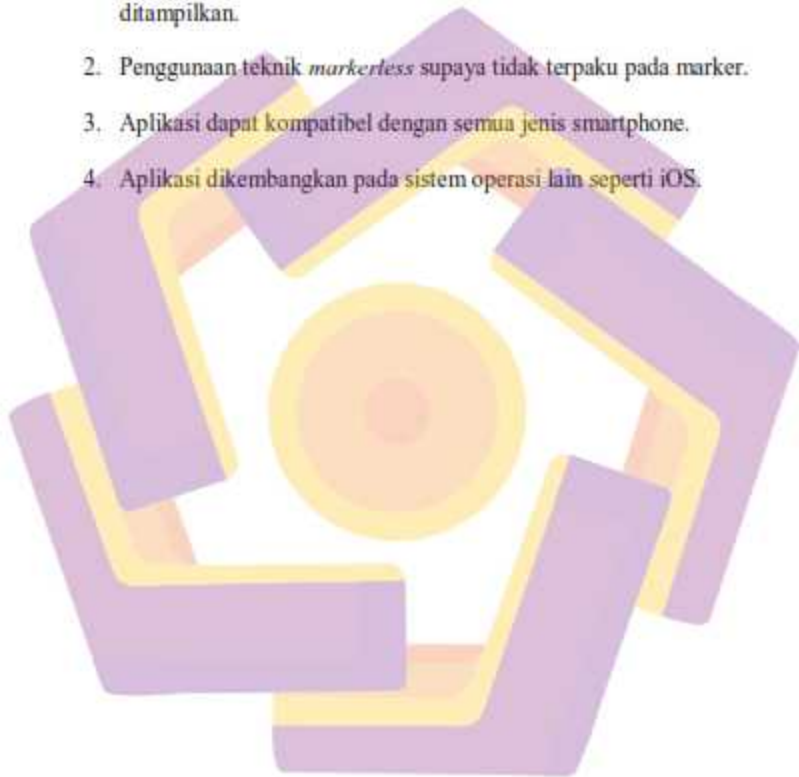 ditampilkan.
2. Penggunaan teknik markerless supaya tidak terpaku pada marker.
3. Aplikasi dapat kompatibel dengan semua jenis smartphone.
4. Aplikasi dikembangkan pada sistem operasi lain seperti iOS.